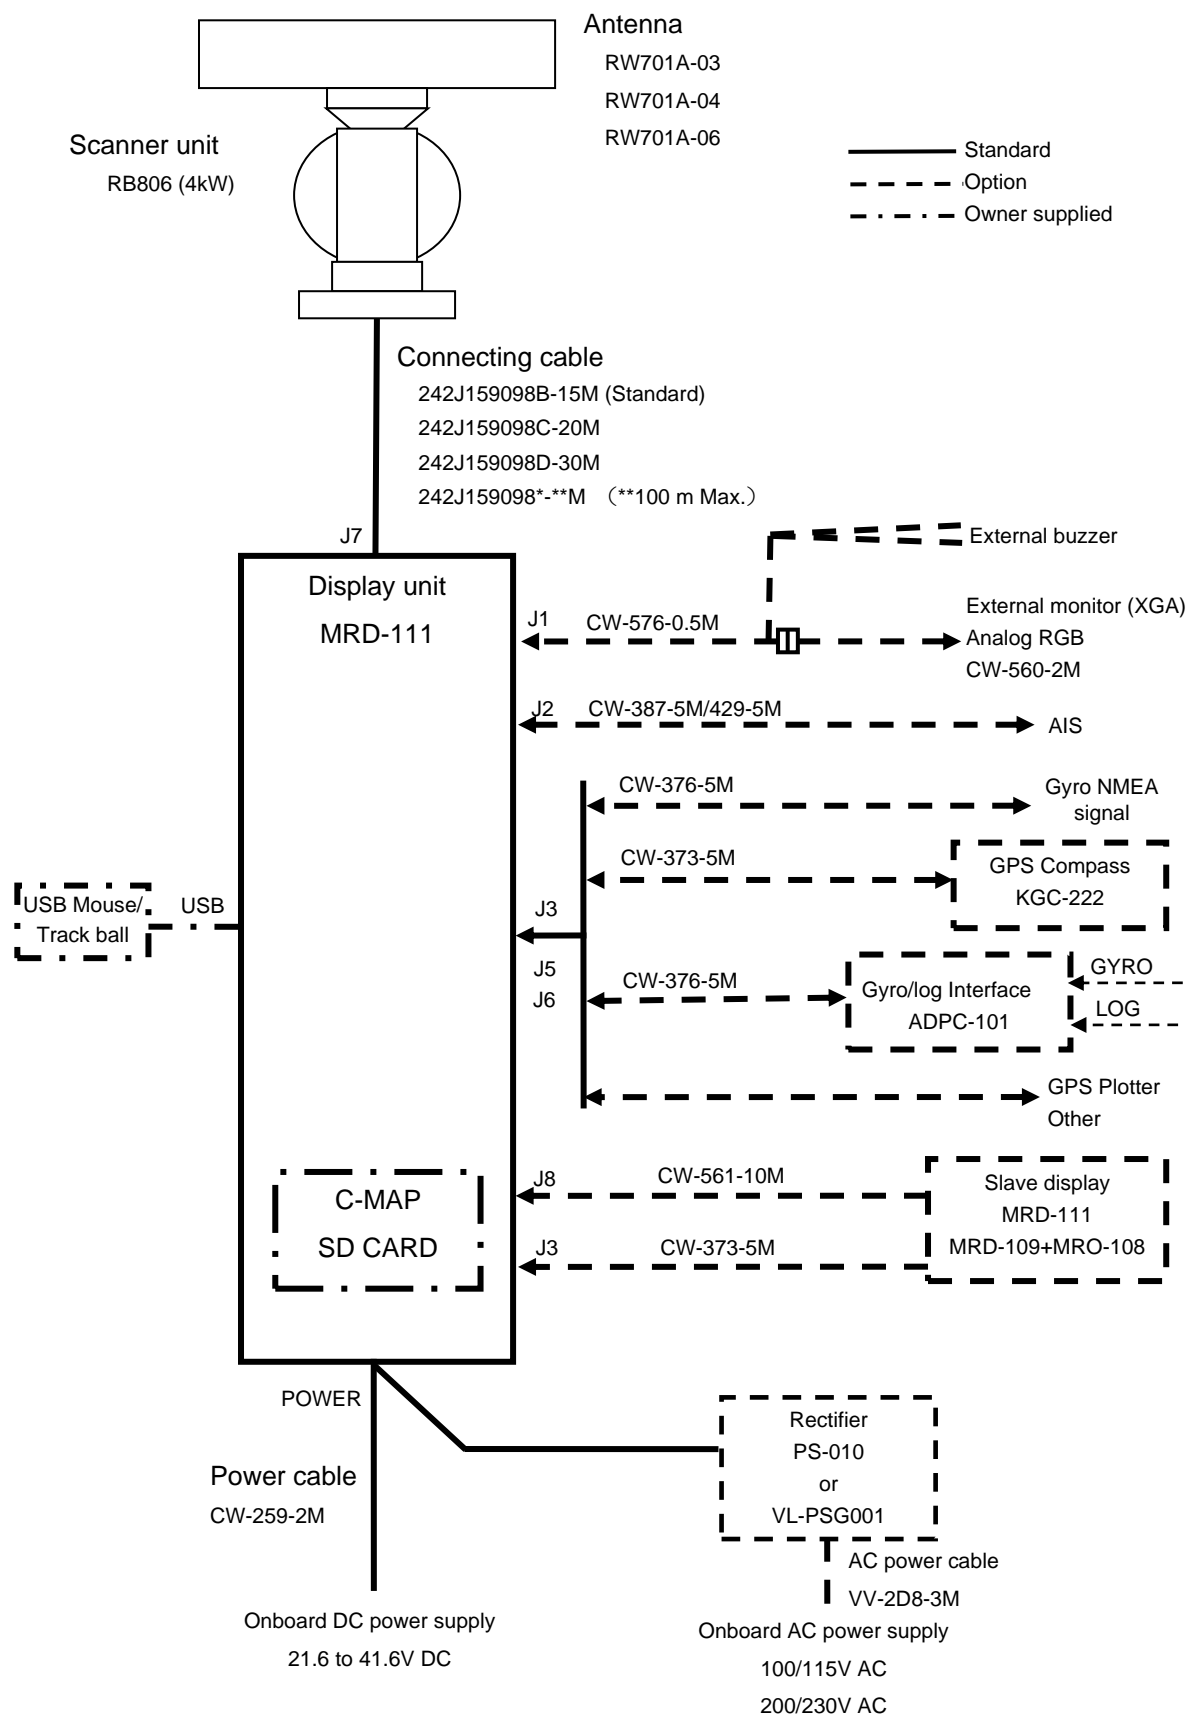 Antenna
RW701A-03
RW701A-04
RW701A-06
Scanner unit
RB806 (4kW)
Standard
Option
Owner supplied
Connecting cable
242J159098B-15M (Standard)
242J159098C-20M
242J159098D-30M
242J159098*-**M （**100 m Max.）
J7
Display unit
MRD-111
External buzzer
J1
CW-576-0.5M
External monitor (XGA)
Analog RGB
CW-560-2M
J2
CW-387-5M/429-5M
AIS
CW-376-5M
Gyro NMEA
signal
CW-373-5M
GPS Compass
KGC-222
USB Mouse/
Track ball
USB
J3
J5
J6
CW-376-5M
Gyro/log Interface
ADPC-101
GYRO
LOG
GPS Plotter
Other
C-MAP
SD CARD
J8
CW-561-10M
J3
CW-373-5M
Slave display
MRD-111
MRD-109+MRO-108
POWER
Power cable
CW-259-2M
Onboard DC power supply
21.6 to 41.6V DC
Rectifier
PS-010
or
VL-PSG001
AC power cable
VV-2D8-3M
Onboard AC power supply
100/115V AC
200/230V AC